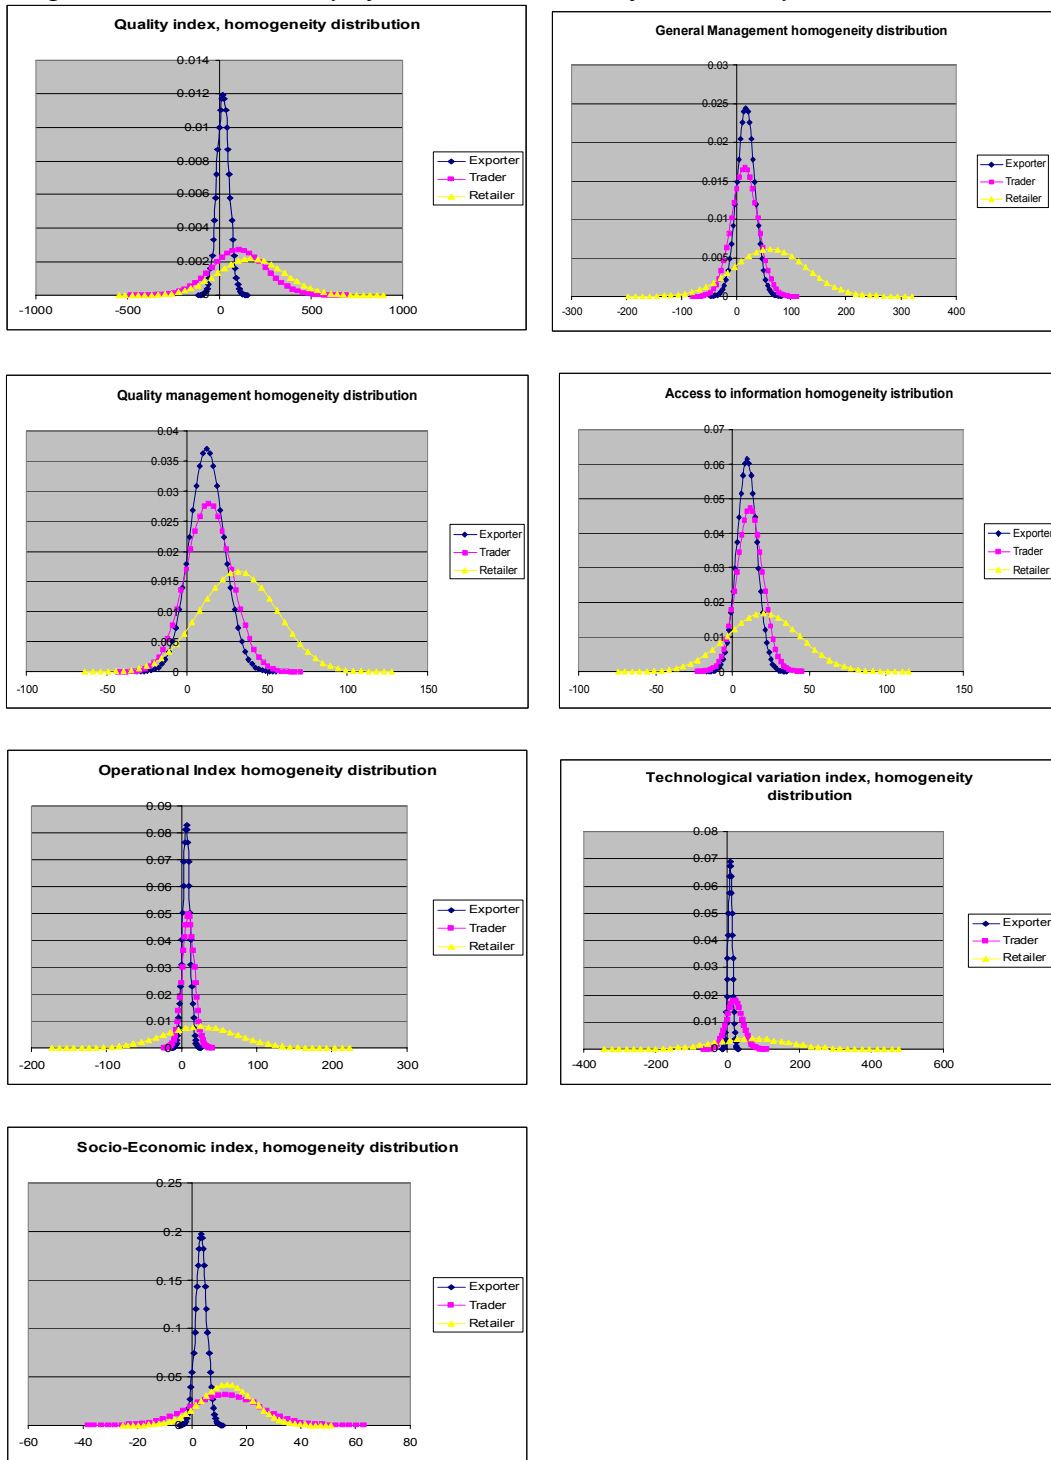 Quality index, homogeneity distribution
0.014
0.012
0.01
0.008
0.006
0.004
0.002
0
-1000 -500 0 500 1000
Exporter
Trader
Retailer
General Management homogeneity distribution
0.03
0.025
0.02
0.015
0.01
0.005
0
-300 -200 -100 0 100 200 300 400
Exporter
Trader
Retailer
Quality management homogeneity distribution
0.04
0.035
0.03
0.025
0.02
0.015
0.01
0.005
0
-100 -50 0 50 100 150
Exporter
Trader
Retailer
Access to information homogeneity istribution
0.07
0.06
0.05
0.04
0.03
0.02
0.01
0
-100 -50 0 50 100 150
Exporter
Trader
Retailer
Operational Index homogeneity distribution
0.09
0.08
0.07
0.06
0.05
0.04
0.03
0.02
0.01
0
-200 -100 0 100 200 300
Exporter
Trader
Retailer
Technological variation index, homogeneity
distribution
0.08
0.07
0.06
0.05
0.04
0.03
0.02
0.01
0
-400 -200 0 200 400 600
Exporter
Trader
Retailer
Socio-Economic index, homogeneity distribution
0.25
0.2
0.15
0.1
0.05
0
-60 -40 -20 0 20 40 60 80
Exporter
Trader
Retailer